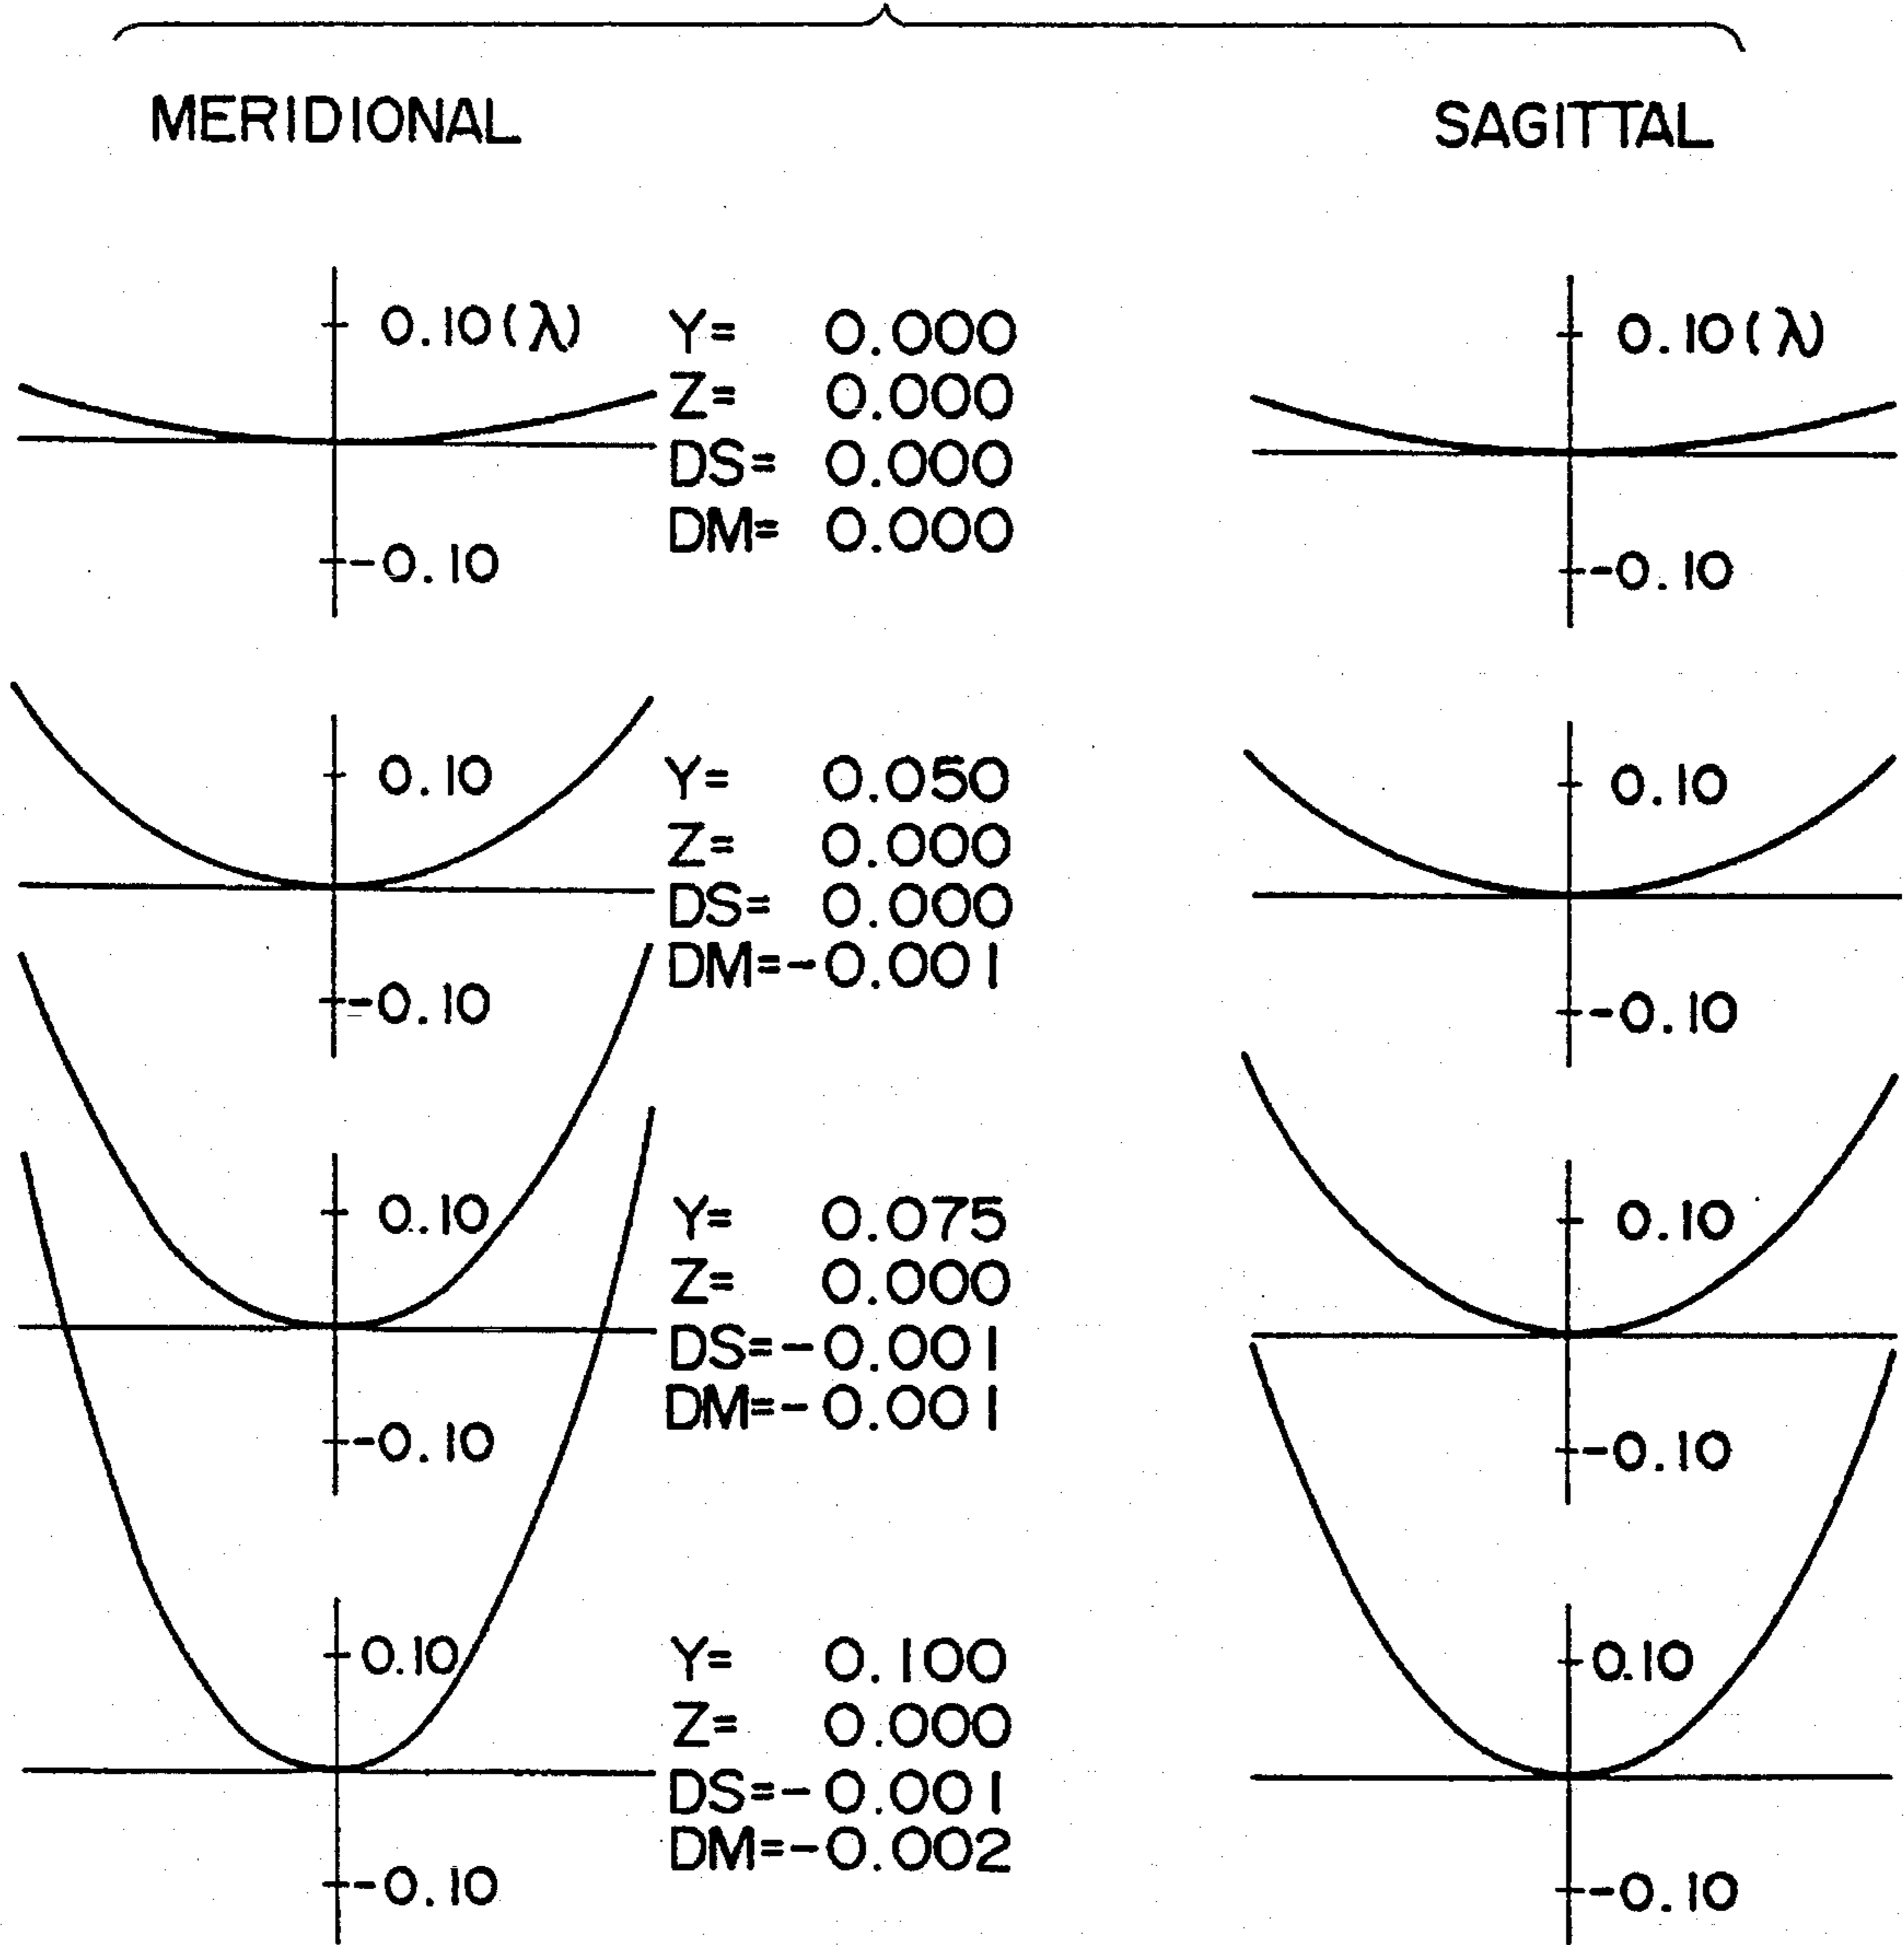 MERIDIONAL
SAGITTAL
0.10(λ)
-0.10
Y= 0.000
Z= 0.000
DS= 0.000
DM= 0.000
0.10(λ)
-0.10
0.10
-0.10
Y= 0.050
Z= 0.000
DS= 0.000
DM=-0.001
0.10
-0.10
0.10
-0.10
Y= 0.075
Z= 0.000
DS=-0.001
DM=-0.001
0.10
-0.10
0.10
-0.10
Y= 0.100
Z= 0.000
DS=-0.001
DM=-0.002
0.10
-0.10